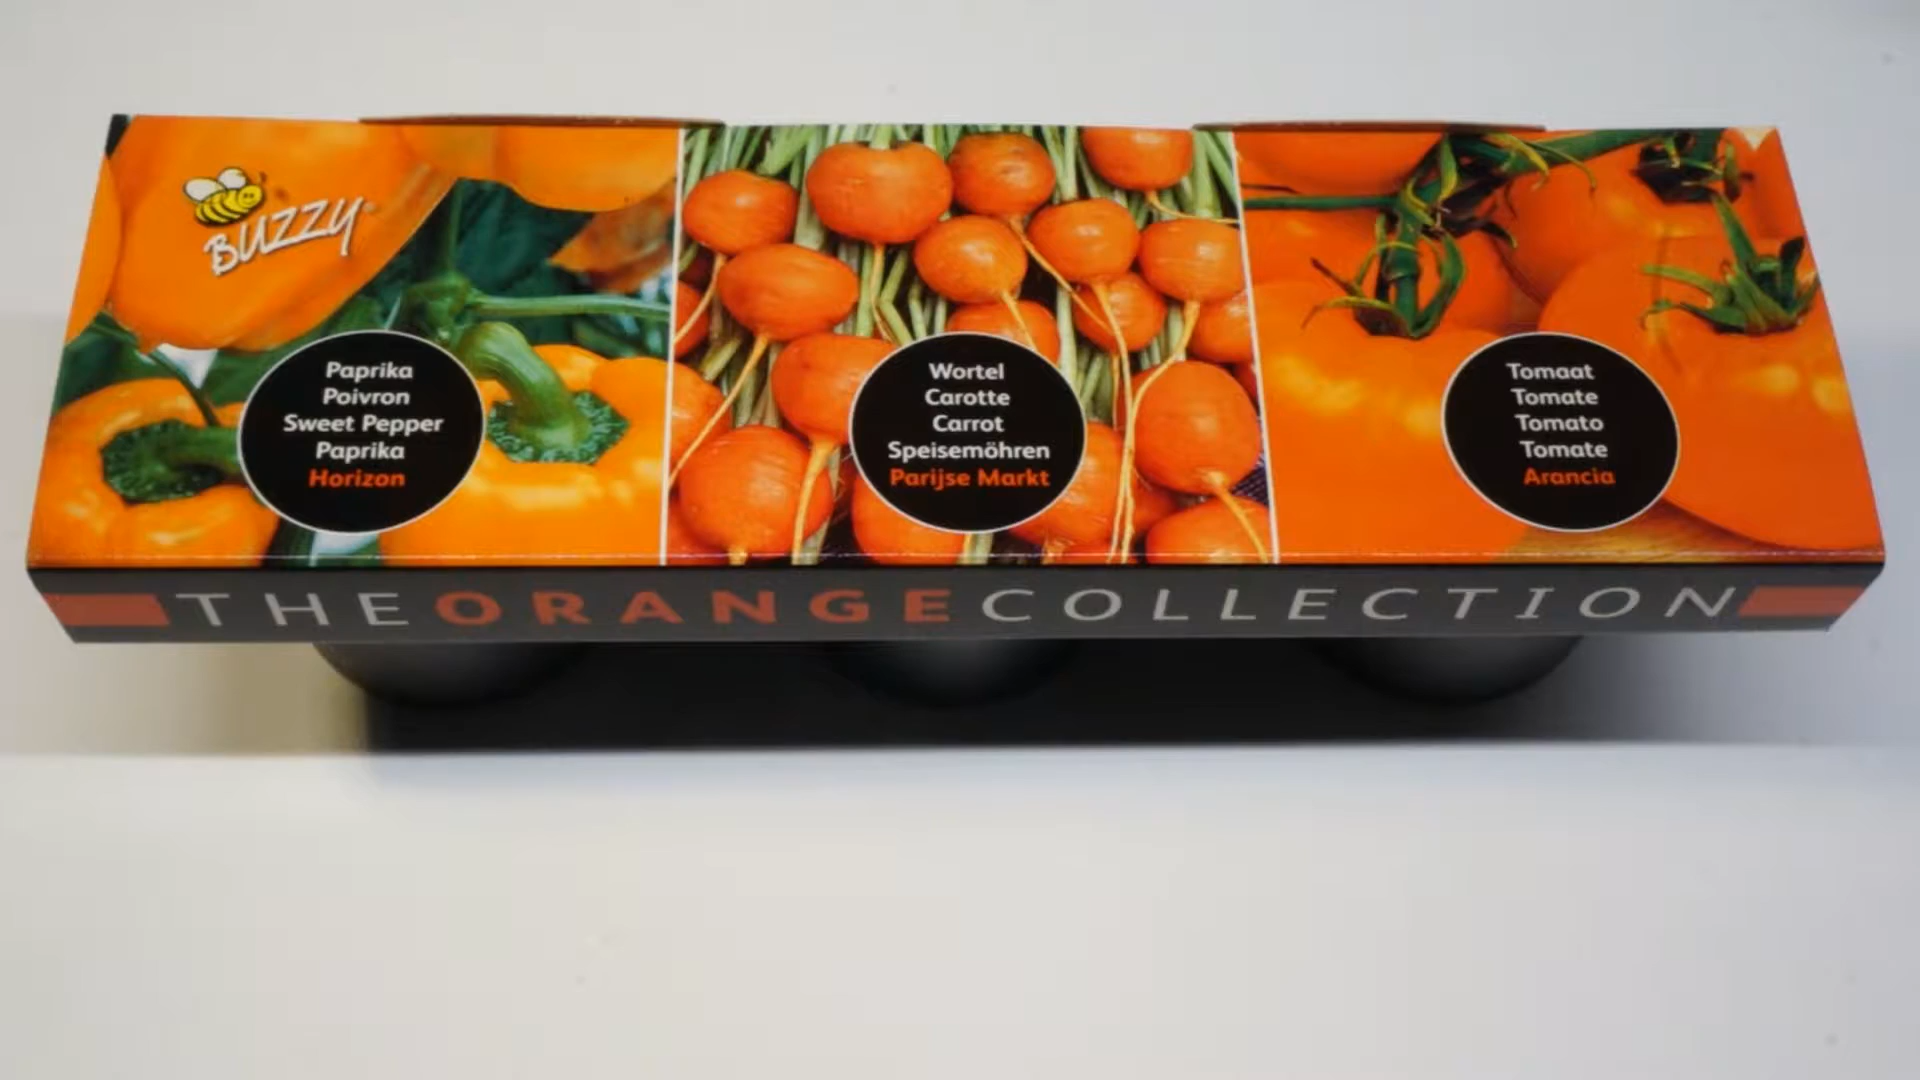 BUZZY
Paprika
Poivron
Sweet Pepper
Paprika
Horizon
Wortel
Carotte
Carrot
Speisemöhren
Parijse Markt
Tomaat
Tomate
Tomato
Tomate
Arancia
THEORANGECOLLECTION